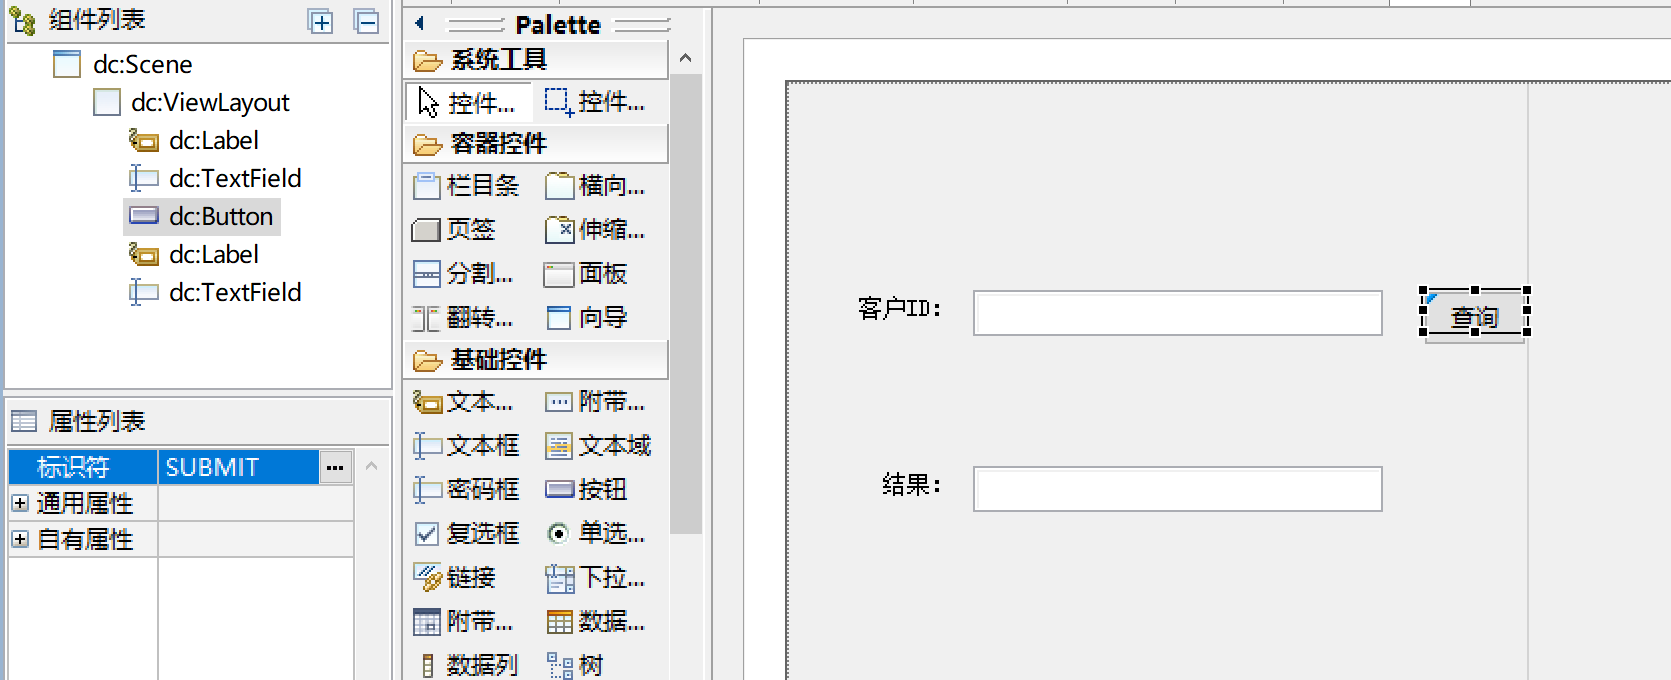 组件列表
dc:Scene
dc:ViewLayout
dc:Label
dc:TextField
dc:Button
dc:Label
dc:TextField
属性列表
标识符 SUBMIT ...
通用属性
自有属性
Palette
系统工具
控件... 控件...
容器控件
栏目条 横向...
页签 伸缩...
分割... 面板
翻转... 向导
基础控件
文本... 附带...
文本框 文本域
密码框 按钮
复选框 单选...
链接 下拉...
附带... 数据...
数据列 树
客户ID: 查询
结果: